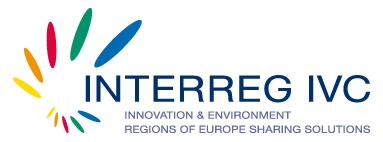 INTERREG IVC
INNOVATION & ENVIRONMENT
REGIONS OF EUROPE SHARING SOLUTIONS